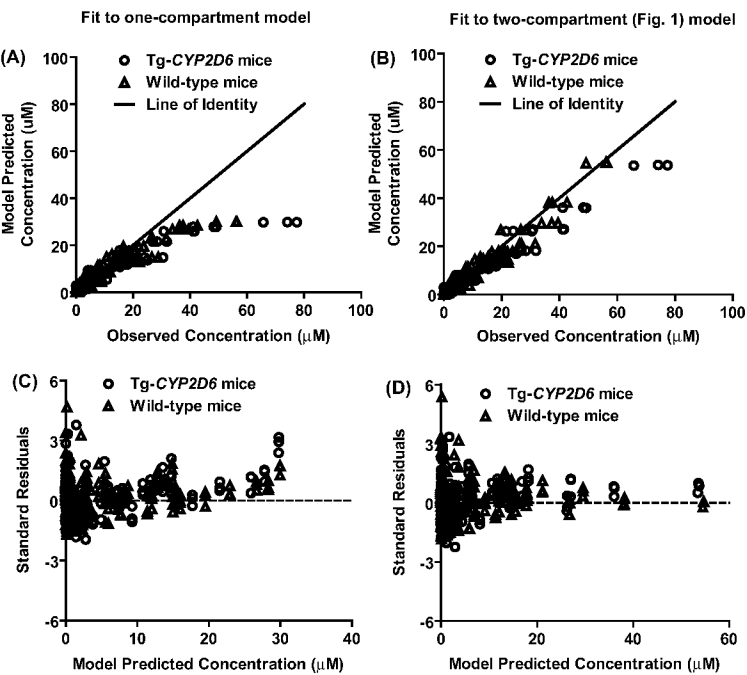 Fit to one-compartment model
Fit to two-compartment (Fig. 1) model
(A)
Tg-CYP2D6 mice
Wild-type mice
Line of Identity
Model Predicted
Concentration (uM)
100
80
60
40
20
0
0 20 40 60 80 100
Observed Concentration (μM)
(B)
Tg-CYP2D6 mice
Wild-type mice
Line of Identity
Model Predicted
Concentration (uM)
100
80
60
40
20
0
0 20 40 60 80 100
Observed Concentration (μM)
(C)
Tg-CYP2D6 mice
Wild-type mice
Standard Residuals
6
3
0
-3
-6
0 10 20 30 40
Model Predicted Concentration (μM)
(D)
Tg-CYP2D6 mice
Wild-type mice
Standard Residuals
6
3
0
-3
-6
0 20 40 60
Model Predicted Concentration (μM)